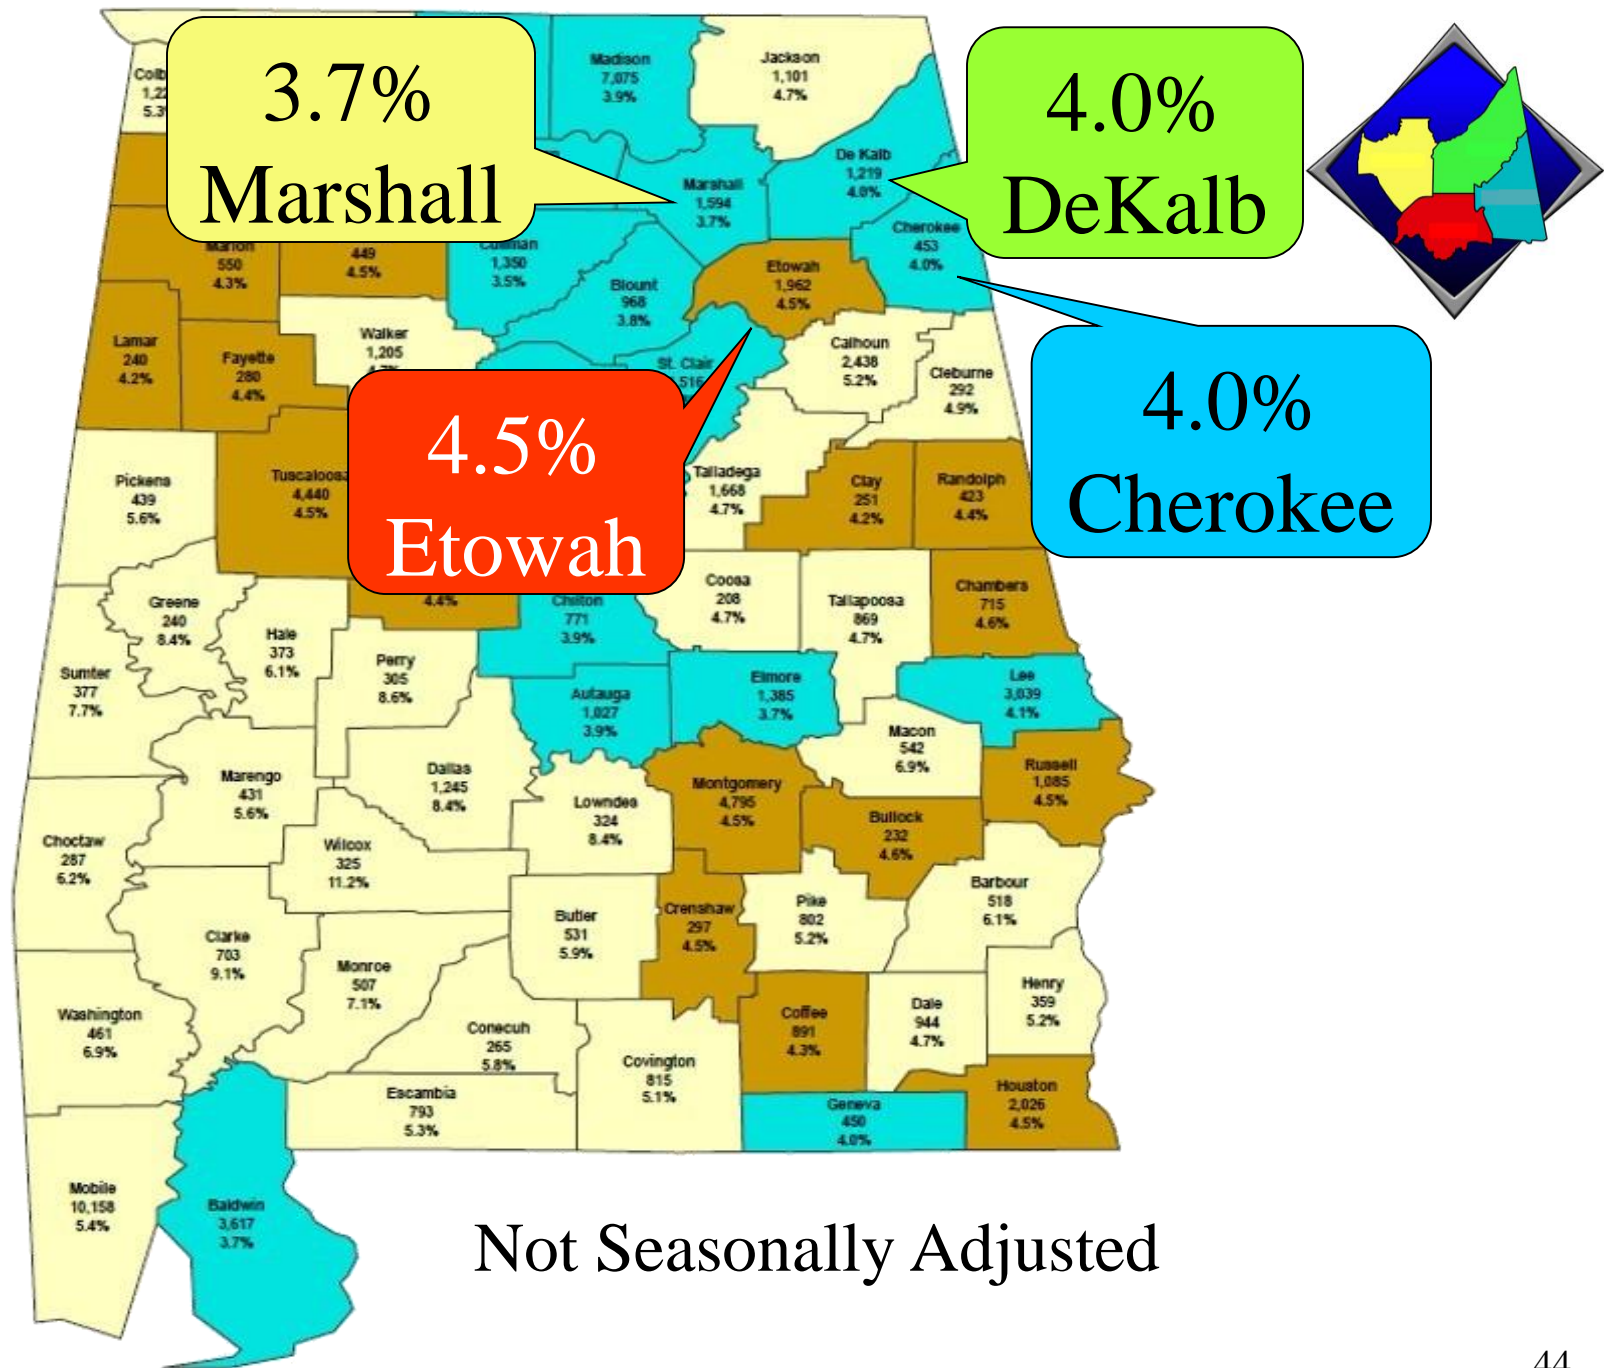 3.7%
Marshall
4.0%
DeKalb
4.0%
Cherokee
4.5%
Etowah
Madison
7,075
3.9%
Jackson
1,101
4.7%
De Kalb
1,219
4.0%
Marshall
1,594
3.7%
Cherokee
453
4.0%
Marion
550
4.3%
449
4.5%
Cullman
1,350
3.5%
Etowah
1,962
4.5%
Blount
968
3.8%
Lamar
240
4.2%
Fayette
280
4.4%
Walker
1,205
St. Clair
Calhoun
2,438
5.2%
Cleburne
292
4.9%
Pickens
439
5.6%
Tuscaloosa
4,440
4.5%
Talladega
1,668
4.7%
Clay
251
4.2%
Randolph
423
4.4%
Greene
240
8.4%
Hale
373
6.1%
4.4%
Chilton
771
3.9%
Coosa
208
4.7%
Tallapoosa
869
4.7%
Chambers
715
4.6%
Sumter
377
7.7%
Perry
305
8.6%
Autauga
1,027
3.9%
Elmore
1,385
3.7%
Lee
3,039
4.1%
Macon
542
6.9%
Marengo
431
5.6%
Dallas
1,245
8.4%
Lowndes
324
8.4%
Montgomery
4,795
4.5%
Bullock
232
4.6%
Russell
1,085
4.5%
Choctaw
287
6.2%
Wilcox
325
11.2%
Butler
531
5.9%
Crenshaw
297
4.5%
Pike
802
5.2%
Barbour
518
6.1%
Clarke
703
9.1%
Monroe
507
7.1%
Washington
461
6.9%
Conecuh
265
5.8%
Covington
815
5.1%
Coffee
891
4.3%
Dale
944
4.7%
Henry
359
5.2%
Escambia
793
5.3%
Geneva
450
4.0%
Houston
2,026
4.5%
Mobile
10,158
5.4%
Baldwin
3,617
3.7%
Not Seasonally Adjusted
44